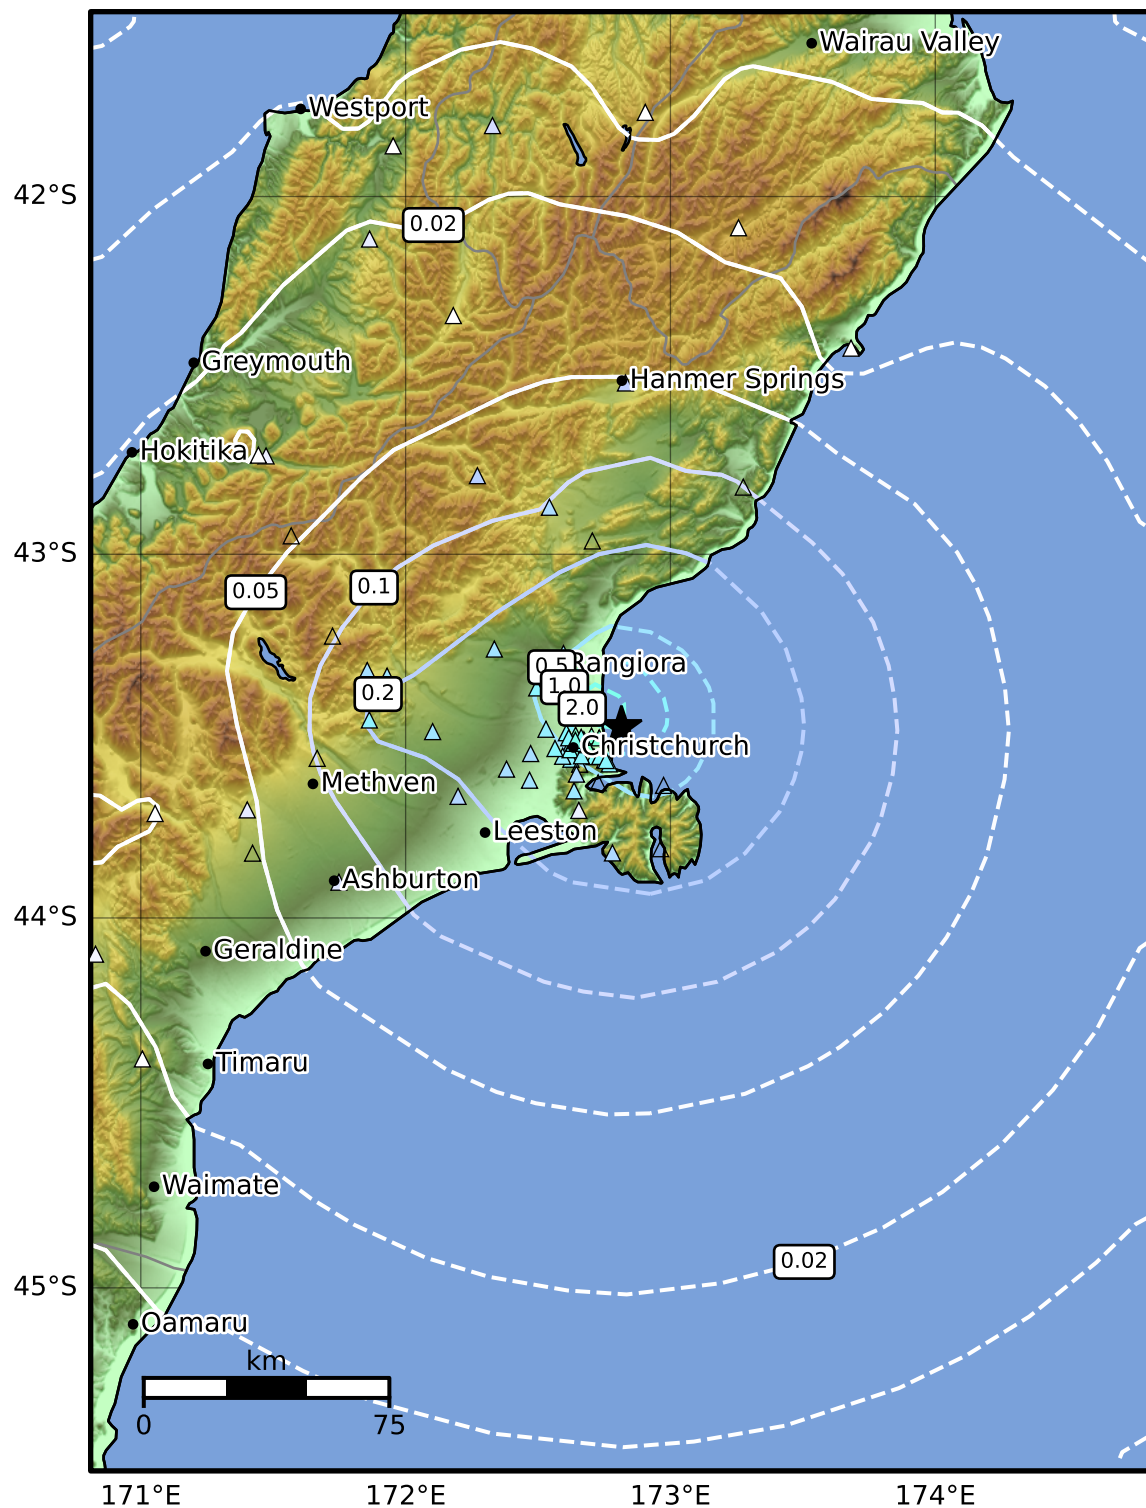 Wairau Valley
Westport
42°S
0.02
Greymouth
Hanmer Springs
Hokitika
43°S
0.05
0.1
0.5
Rangiora
1.0
0.2
2.0
Christchurch
Methven
Leeston
Ashburton
44°S
Geraldine
Timaru
Waimate
0.02
45°S
Oamaru
km
0 75
171°E 172°E 173°E 174°E